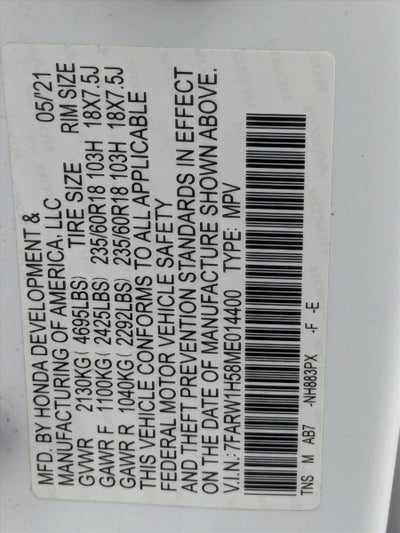 MFD. BY HONDA DEVELOPMENT &
MANUFACTURING OF AMERICA, LLC 05/'21
GVWR 2130KG ( 4695LBS) TIRE SIZE RIM SIZE
GAWR F 1100KG ( 2425LBS) 235/60R18 103H 18X7.5J
GAWR R 1040KG ( 2292LBS) 235/60R18 103H 18X7.5J
THIS VEHICLE CONFORMS TO ALL APPLICABLE
FEDERAL MOTOR VEHICLE SAFETY
AND THEFT PREVENTION STANDARDS IN EFFECT
ON THE DATE OF MANUFACTURE SHOWN ABOVE.
V.I.N.:7FARW1H58ME014400 TYPE: MPV
TNS M AB7 -NH883PX -F -E